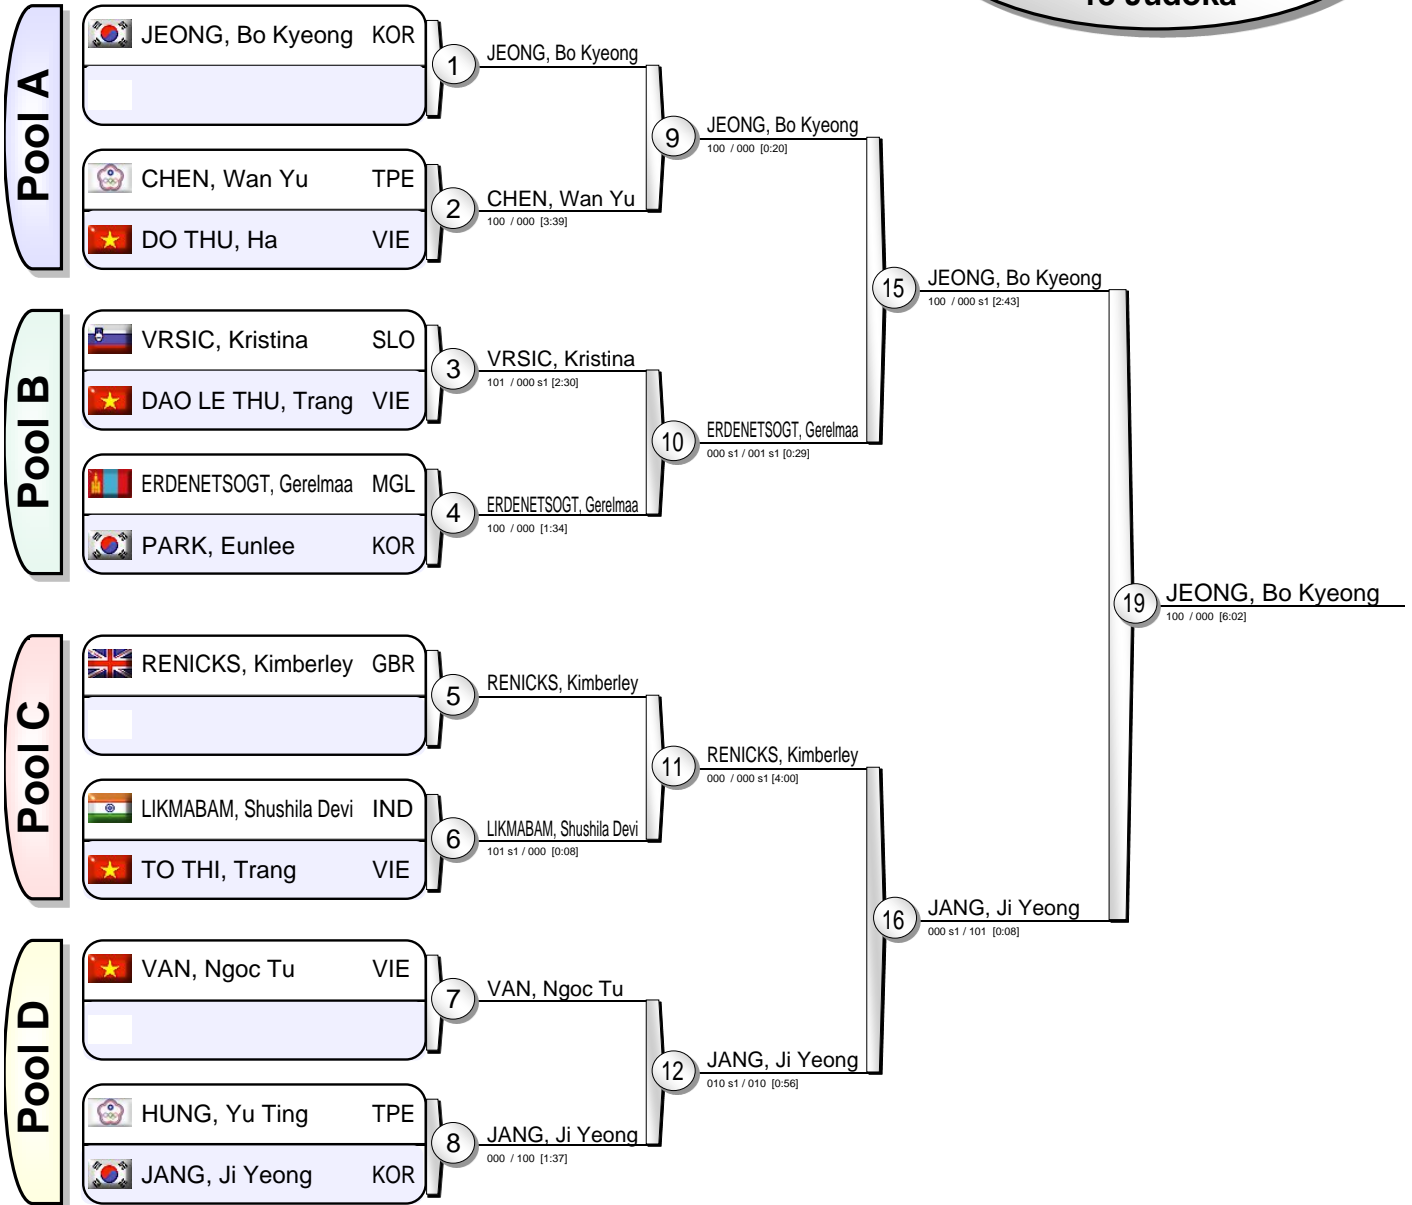 Pool A
JEONG, Bo Kyeong KOR
CHEN, Wan Yu TPE
DO THU, Ha VIE
1
JEONG, Bo Kyeong
2
CHEN, Wan Yu
100 / 000 [3:39]
9
JEONG, Bo Kyeong
100 / 000 [0:20]
Pool B
VRSIC, Kristina SLO
DAO LE THU, Trang VIE
ERDENETSOGT, Gerelmaa MGL
PARK, Eunlee KOR
3
VRSIC, Kristina
101 / 000 s1 [2:30]
4
ERDENETSOGT, Gerelmaa
100 / 000 [1:34]
10
ERDENETSOGT, Gerelmaa
000 s1 / 001 s1 [0:29]
15
JEONG, Bo Kyeong
100 / 000 s1 [2:43]
Pool C
RENICKS, Kimberley GBR
LIKMABAM, Shushila Devi IND
TO THI, Trang VIE
5
RENICKS, Kimberley
6
LIKMABAM, Shushila Devi
101 s1 / 000 [0:08]
11
RENICKS, Kimberley
000 / 000 s1 [4:00]
Pool D
VAN, Ngoc Tu VIE
HUNG, Yu Ting TPE
JANG, Ji Yeong KOR
7
VAN, Ngoc Tu
8
JANG, Ji Yeong
000 / 100 [1:37]
12
JANG, Ji Yeong
010 s1 / 010 [0:56]
16
JANG, Ji Yeong
000 s1 / 101 [0:08]
19
JEONG, Bo Kyeong
100 / 000 [6:02]
Judoka